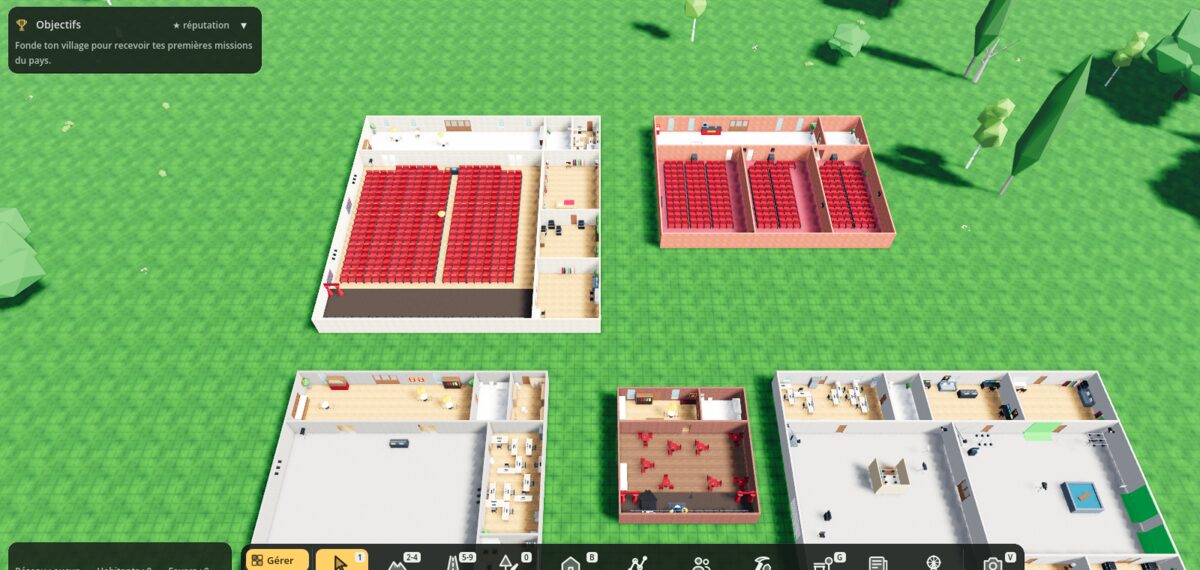 Objectifs
★ réputation ▼
Fonde ton village pour recevoir tes premières missions
du pays.
Gérer
1
2-4
5-9
0
B
G
V